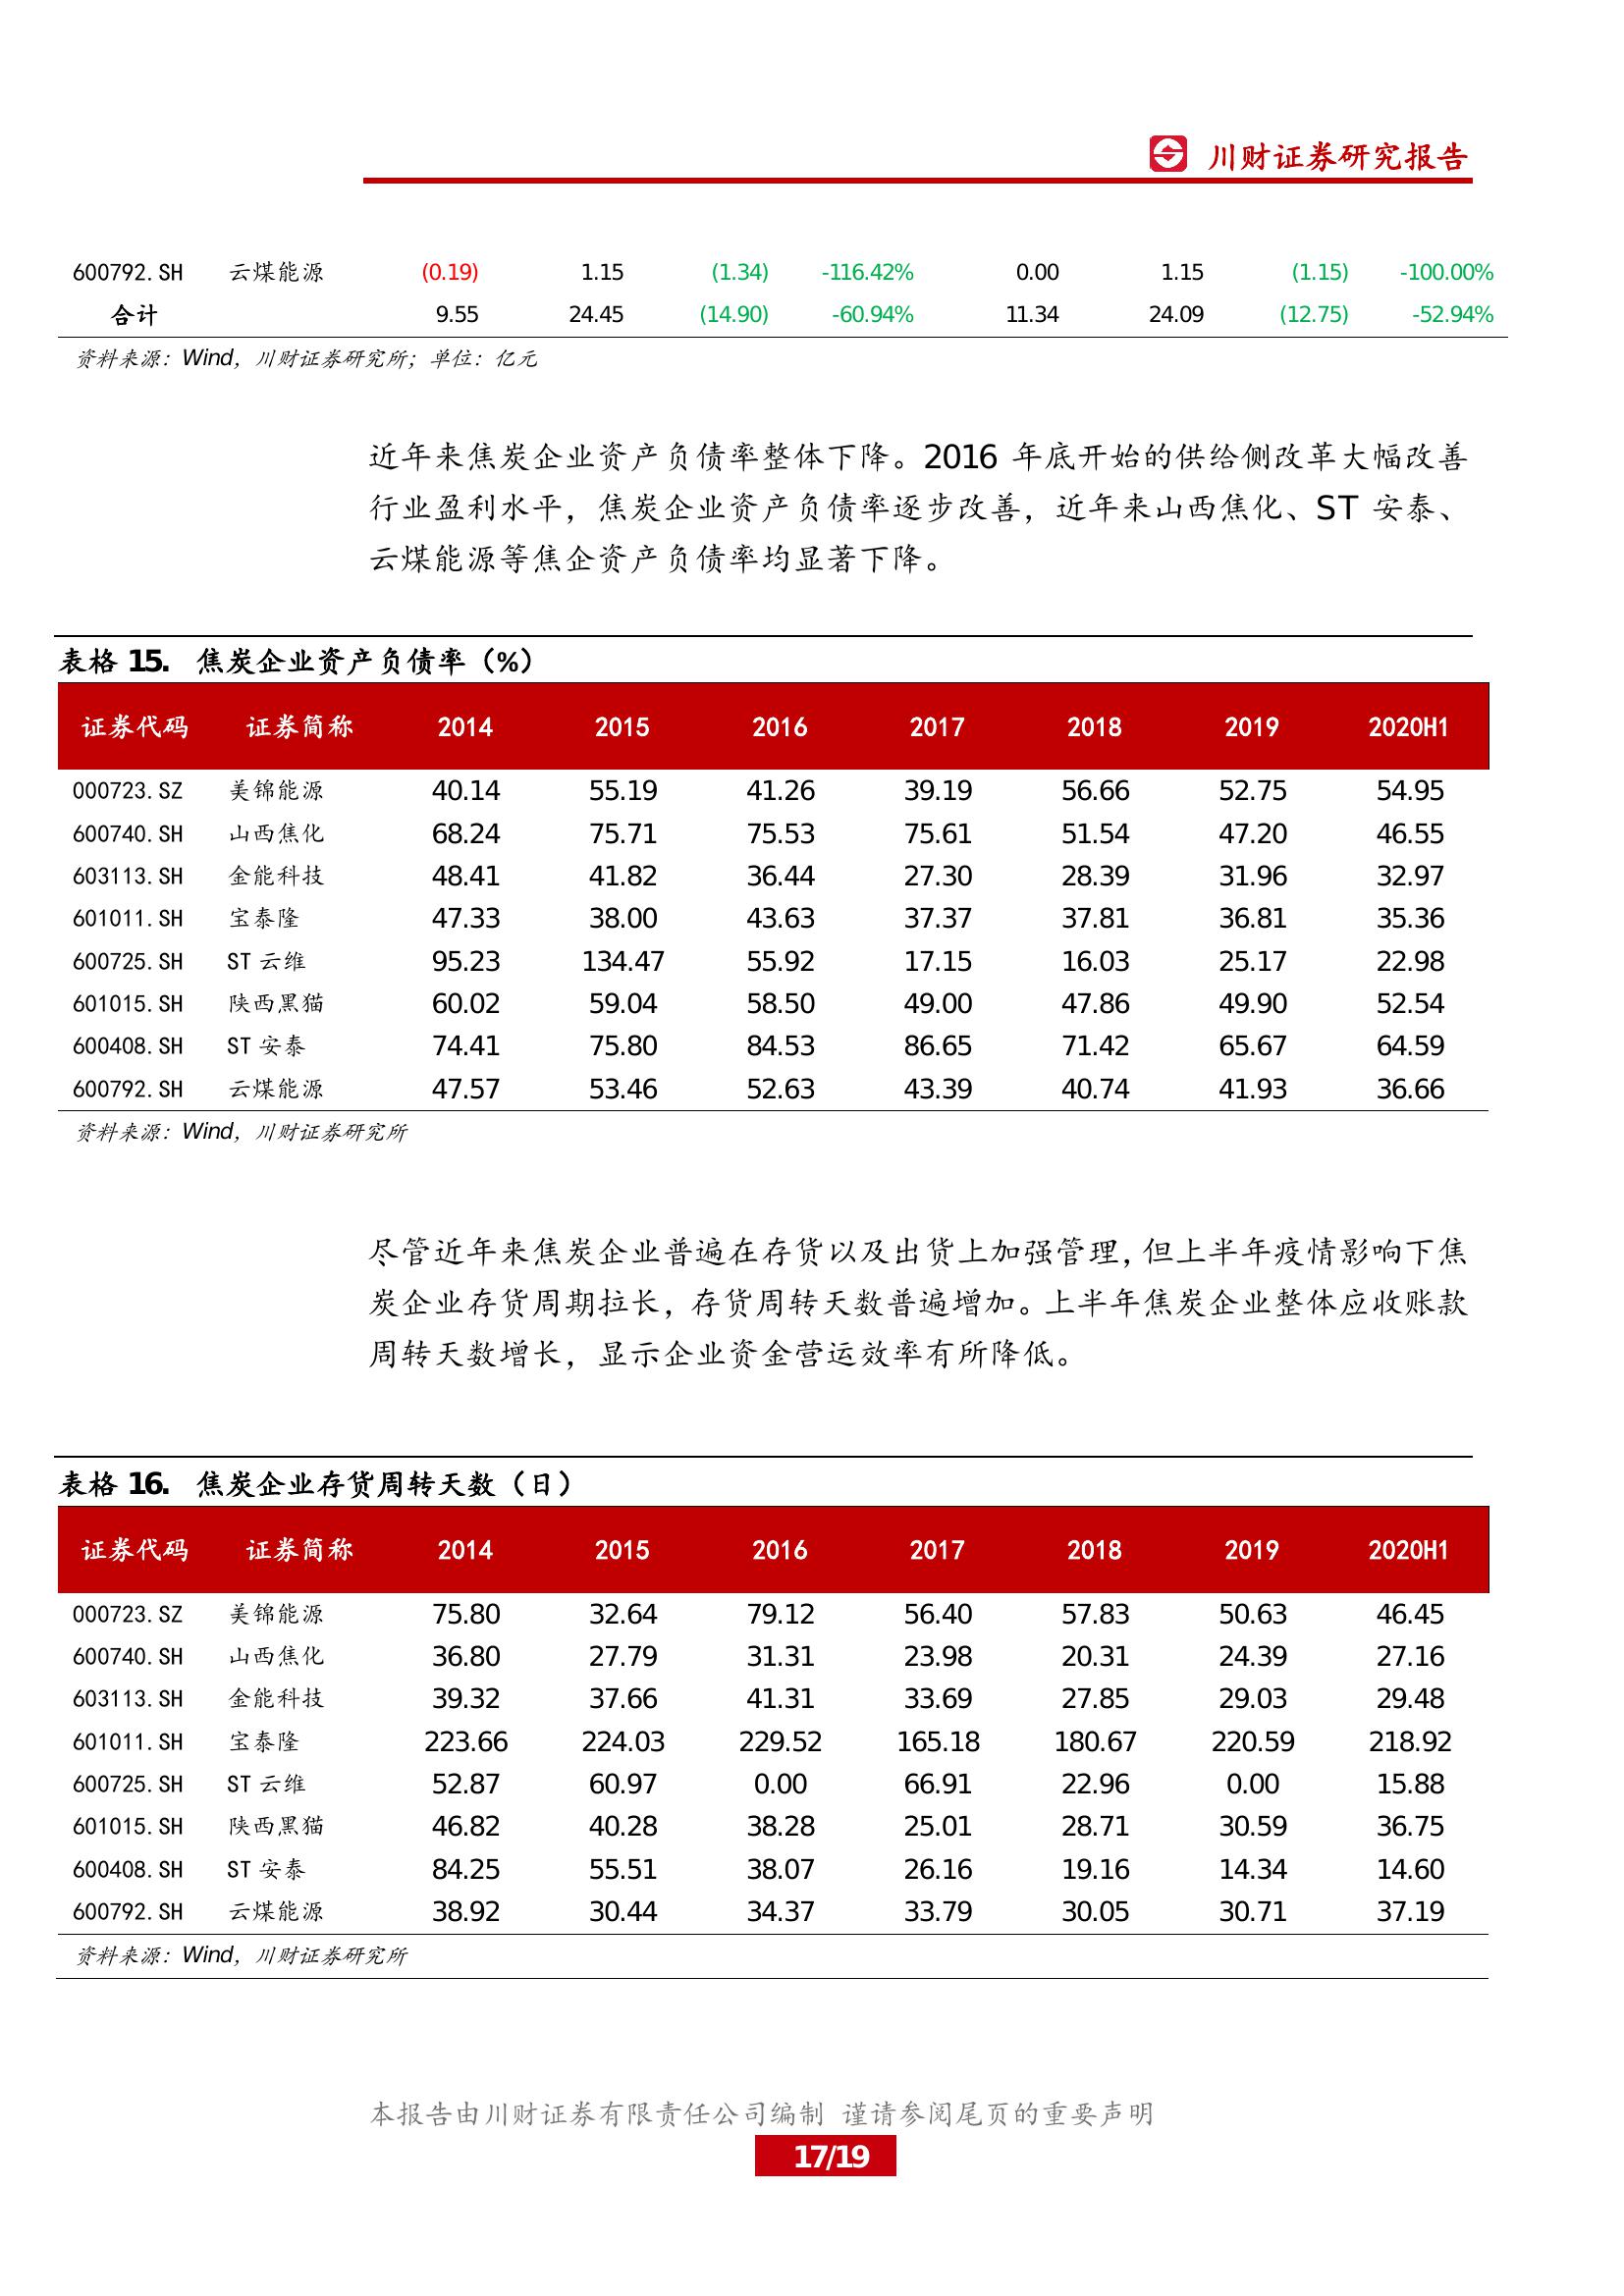 川财证券研究报告
600792.SH 云煤能源 (0.19) 1.15 (1.34) -116.42% 0.00 1.15 (1.15) -100.00%
合计 9.55 24.45 (14.90) -60.94% 11.34 24.09 (12.75) -52.94%
资料来源：Wind，川财证券研究所；单位：亿元
近年来焦炭企业资产负债率整体下降。2016 年底开始的供给侧改革大幅改善
行业盈利水平，焦炭企业资产负债率逐步改善，近年来山西焦化、ST 安泰、
云煤能源等焦企资产负债率均显著下降。
表格 15. 焦炭企业资产负债率（%）
证券代码 证券简称 2014 2015 2016 2017 2018 2019 2020H1
000723.SZ 美锦能源 40.14 55.19 41.26 39.19 56.66 52.75 54.95
600740.SH 山西焦化 68.24 75.71 75.53 75.61 51.54 47.20 46.55
603113.SH 金能科技 48.41 41.82 36.44 27.30 28.39 31.96 32.97
601011.SH 宝泰隆 47.33 38.00 43.63 37.37 37.81 36.81 35.36
600725.SH ST 云维 95.23 134.47 55.92 17.15 16.03 25.17 22.98
601015.SH 陕西黑猫 60.02 59.04 58.50 49.00 47.86 49.90 52.54
600408.SH ST 安泰 74.41 75.80 84.53 86.65 71.42 65.67 64.59
600792.SH 云煤能源 47.57 53.46 52.63 43.39 40.74 41.93 36.66
资料来源：Wind，川财证券研究所
尽管近年来焦炭企业普遍在存货以及出货上加强管理，但上半年疫情影响下焦
炭企业存货周期拉长，存货周转天数普遍增加。上半年焦炭企业整体应收账款
周转天数增长，显示企业资金营运效率有所降低。
表格 16. 焦炭企业存货周转天数（日）
证券代码 证券简称 2014 2015 2016 2017 2018 2019 2020H1
000723.SZ 美锦能源 75.80 32.64 79.12 56.40 57.83 50.63 46.45
600740.SH 山西焦化 36.80 27.79 31.31 23.98 20.31 24.39 27.16
603113.SH 金能科技 39.32 37.66 41.31 33.69 27.85 29.03 29.48
601011.SH 宝泰隆 223.66 224.03 229.52 165.18 180.67 220.59 218.92
600725.SH ST 云维 52.87 60.97 0.00 66.91 22.96 0.00 15.88
601015.SH 陕西黑猫 46.82 40.28 38.28 25.01 28.71 30.59 36.75
600408.SH ST 安泰 84.25 55.51 38.07 26.16 19.16 14.34 14.60
600792.SH 云煤能源 38.92 30.44 34.37 33.79 30.05 30.71 37.19
资料来源：Wind，川财证券研究所
本报告由川财证券有限责任公司编制 谨请参阅尾页的重要声明
17/19